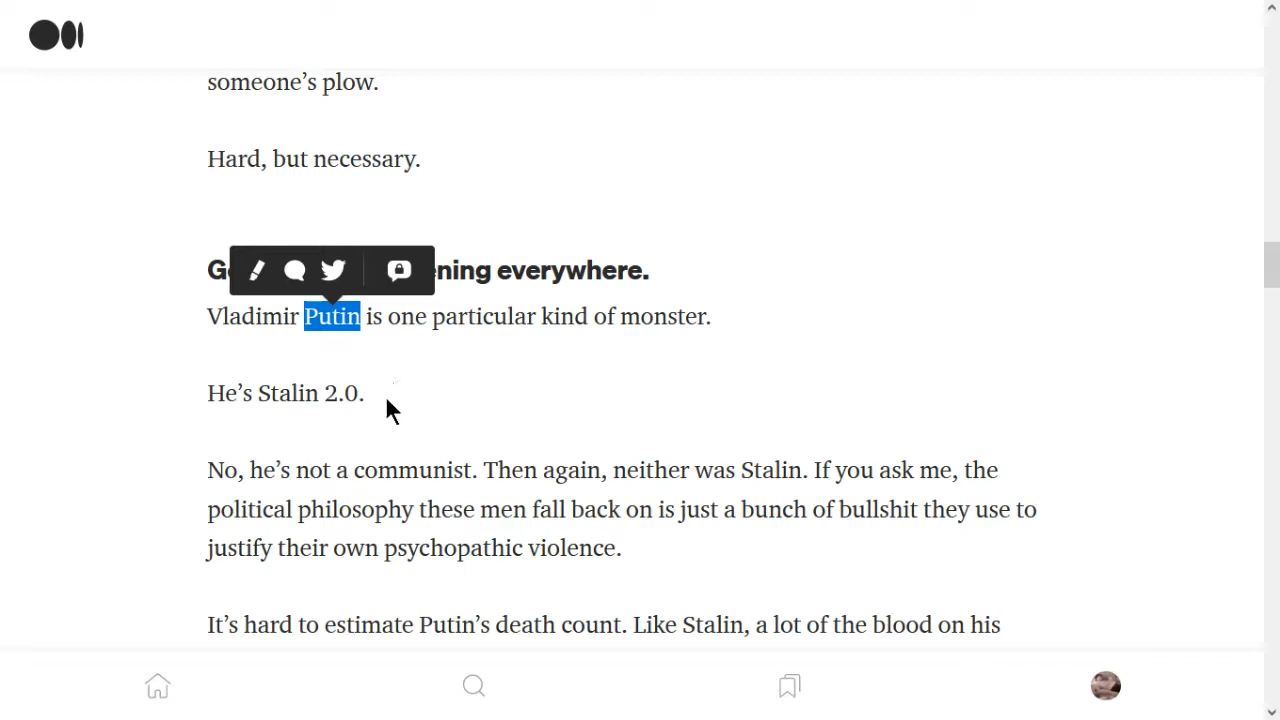 someone’s plow.
Hard, but necessary.
ening everywhere.
Vladimir Putin is one particular kind of monster.
He’s Stalin 2.0.
No, he’s not a communist. Then again, neither was Stalin. If you ask me, the
political philosophy these men fall back on is just a bunch of bullshit they use to
justify their own psychopathic violence.
It’s hard to estimate Putin’s death count. Like Stalin, a lot of the blood on his